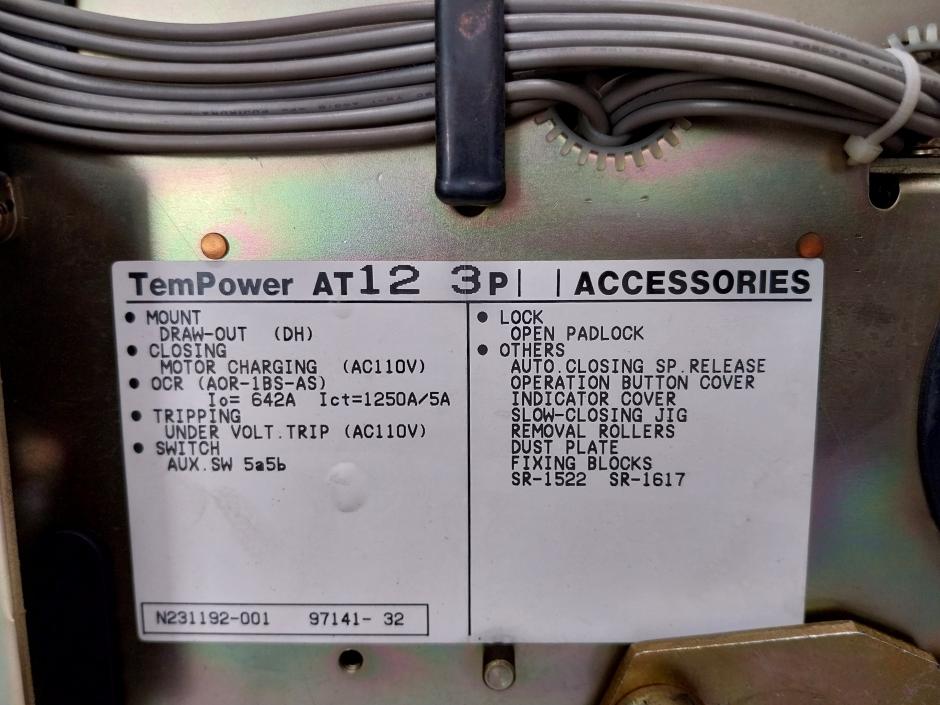 TemPower AT12 3P| | ACCESSORIES
● MOUNT
DRAW-OUT (DH)
● CLOSING
MOTOR CHARGING (AC110V)
● OCR (AOR-1BS-AS)
Io= 642A Ict=1250A/5A
● TRIPPING
UNDER VOLT.TRIP (AC110V)
● SWITCH
AUX.SW 5a5b
N231192-001 97141- 32
● LOCK
OPEN PADLOCK
● OTHERS
AUTO.CLOSING SP.RELEASE
OPERATION BUTTON COVER
INDICATOR COVER
SLOW-CLOSING JIG
REMOVAL ROLLERS
DUST PLATE
FIXING BLOCKS
SR-1522 SR-1617